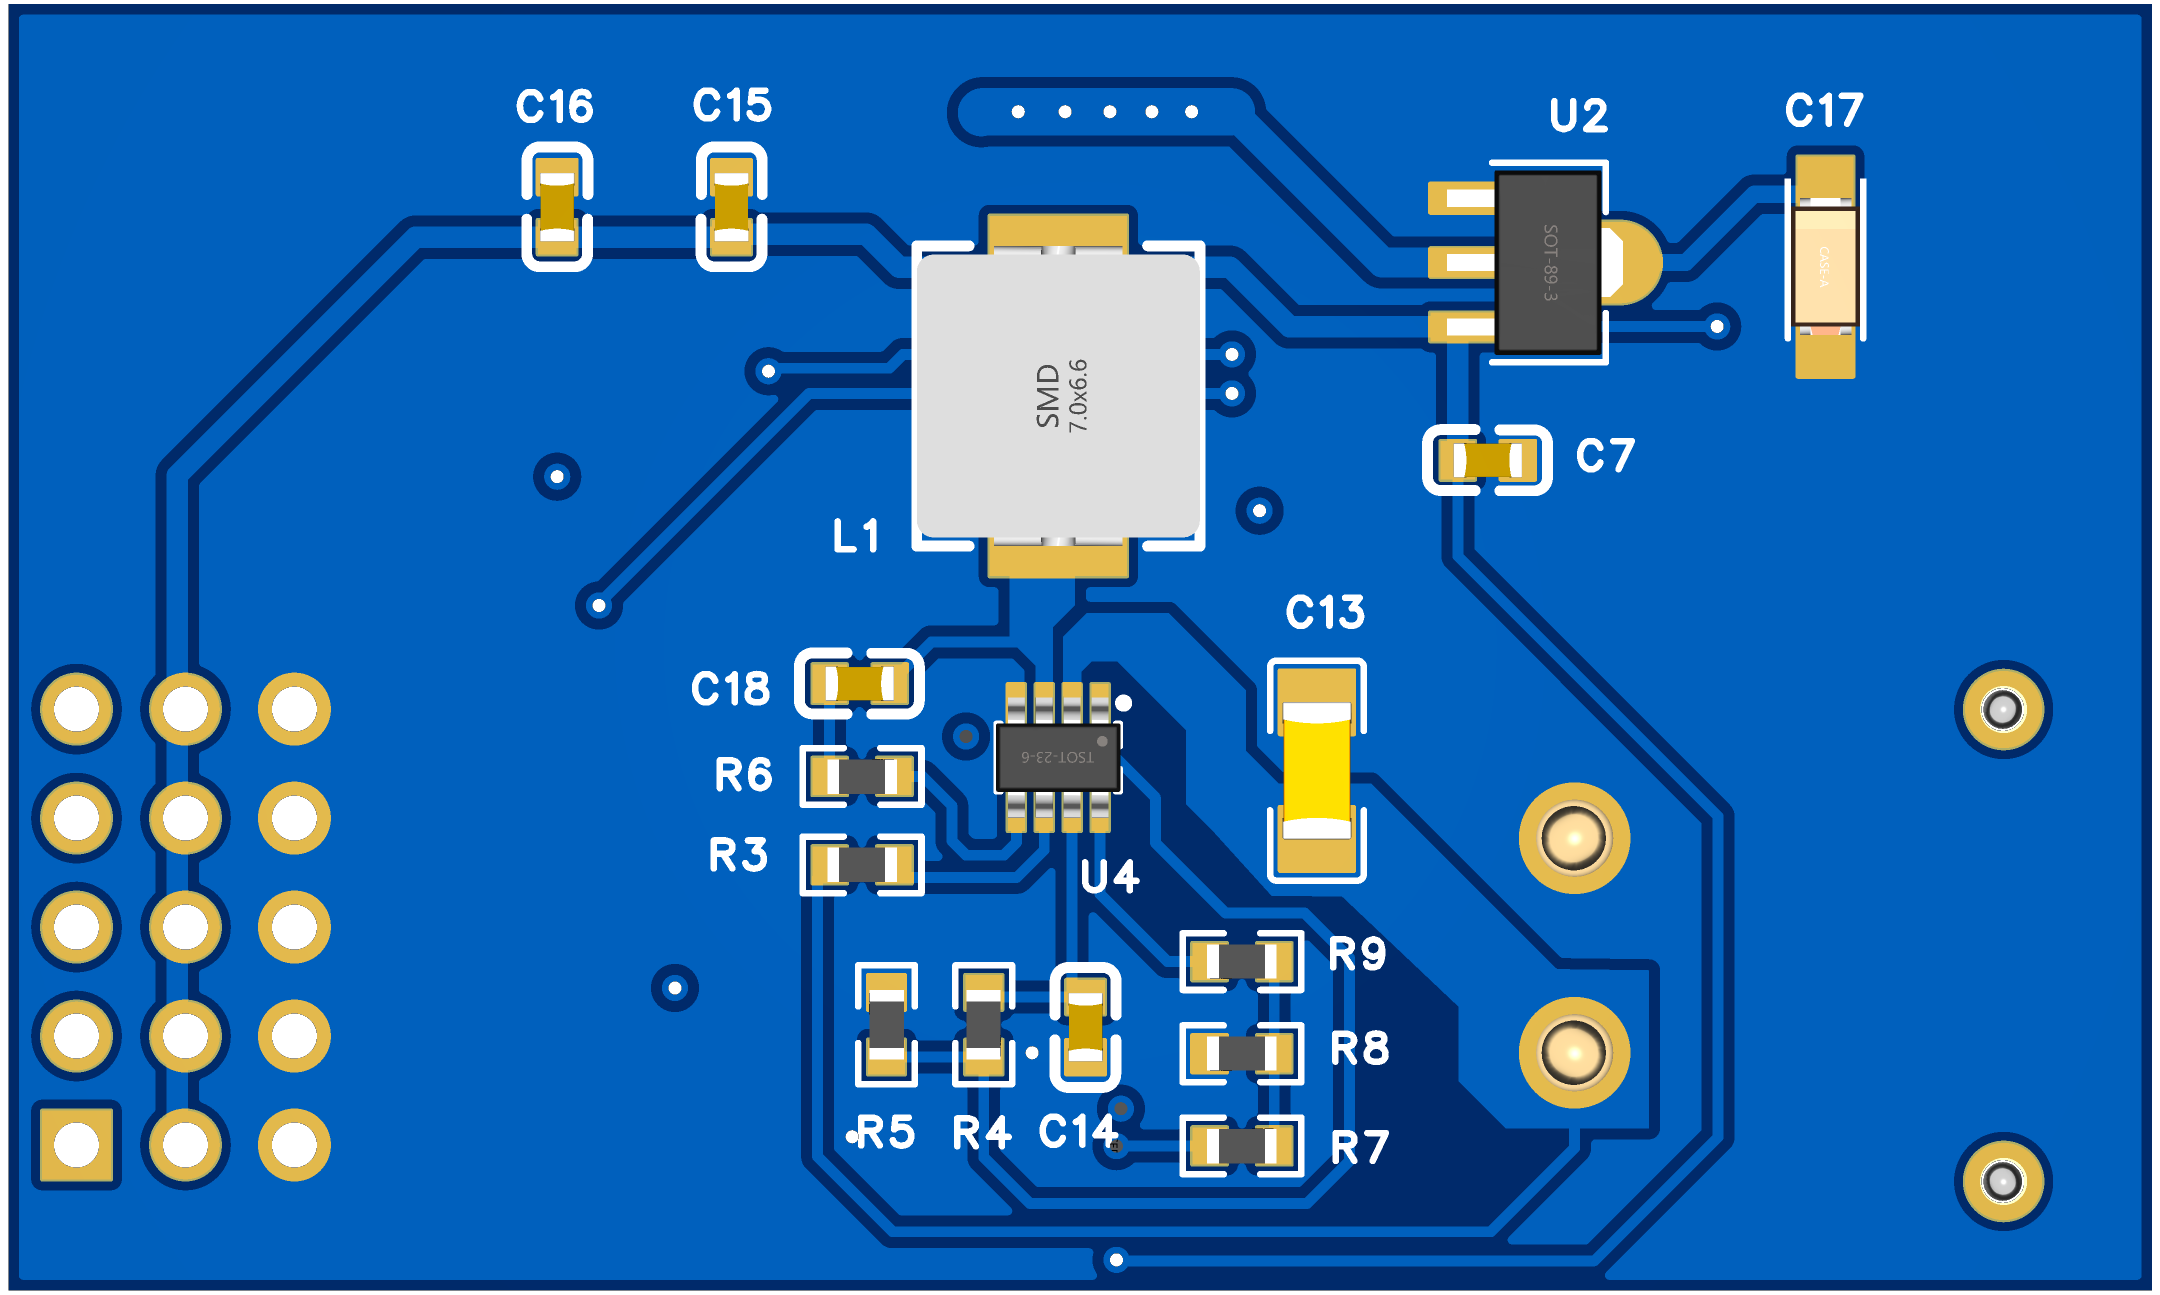 C16
C15
U2
C17
SOT-89-3
CASE-A
SMD
7.0x6.6
C7
L1
C13
C18
TSOT-23-6
R6
R3
U4
R9
R8
R5
R4
C14
R7